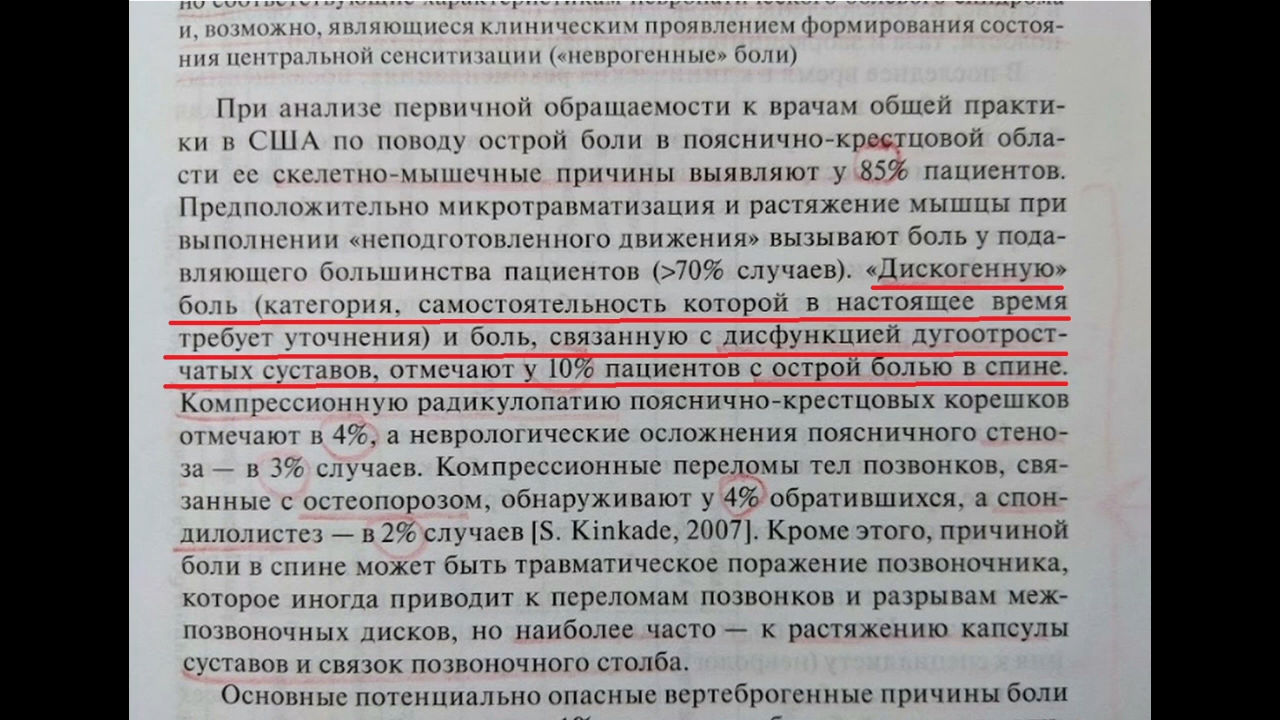 но соответствующие характеристикам невропатического болевого синдрома
и, возможно, являющиеся клиническим проявлением формирования состоя-
ния центральной сенситизации («неврогенные» боли)
При анализе первичной обращаемости к врачам общей практи-
ки в США по поводу острой боли в пояснично-крестцовой обла-
сти ее скелетно-мышечные причины выявляют у 85% пациентов.
Предположительно микротравматизация и растяжение мышцы при
выполнении «неподготовленного движения» вызывают боль у пода-
вляющего большинства пациентов (>70% случаев). «Дискогенную»
боль (категория, самостоятельность которой в настоящее время
требует уточнения) и боль, связанную с дисфункцией дугоотрост-
чатых суставов, отмечают у 10% пациентов с острой болью в спине.
Компрессионную радикулопатию пояснично-крестцовых корешков
отмечают в 4%, а неврологические осложнения поясничного стено-
за — в 3% случаев. Компрессионные переломы тел позвонков, свя-
занные с остеопорозом, обнаруживают у 4% обратившихся, а спон-
дилолистез — в 2% случаев [S. Kinkade, 2007]. Кроме этого, причиной
боли в спине может быть травматическое поражение позвоночника,
которое иногда приводит к переломам позвонков и разрывам меж-
позвоночных дисков, но наиболее часто — к растяжению капсулы
суставов и связок позвоночного столба.
Основные потенциально опасные вертеброгенные причины боли